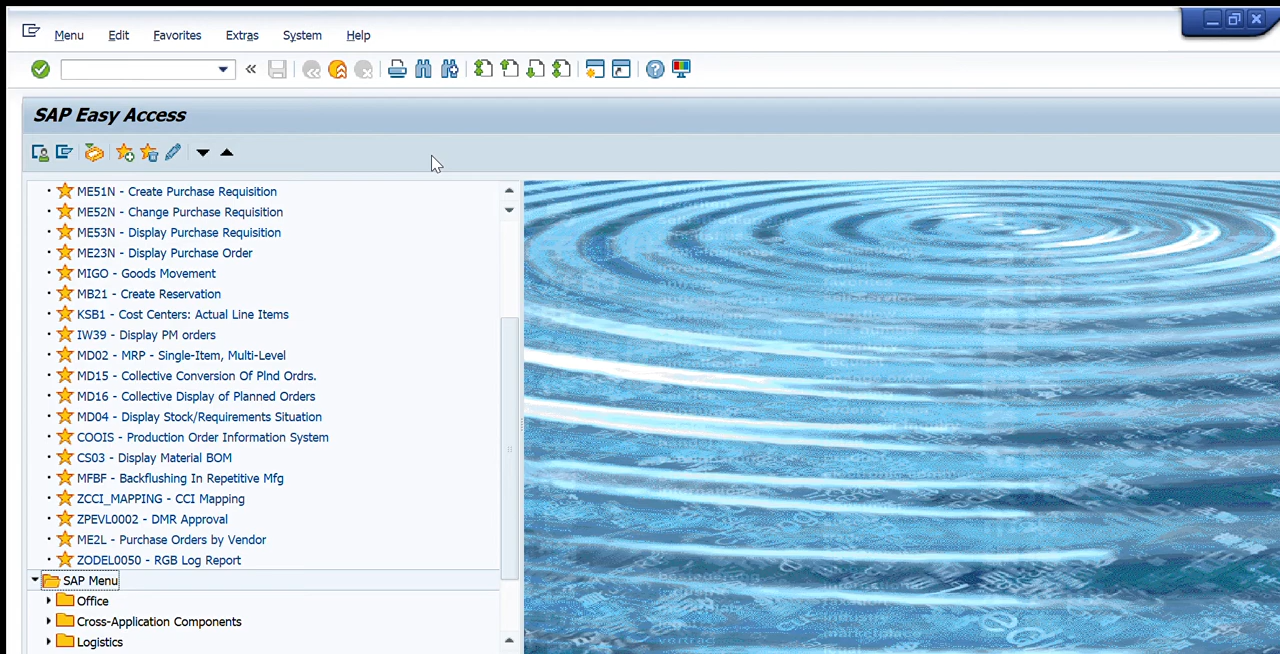 Menu Edit Favorites Extras System Help
SAP Easy Access
ME51N - Create Purchase Requisition
ME52N - Change Purchase Requisition
ME53N - Display Purchase Requisition
ME23N - Display Purchase Order
MIGO - Goods Movement
MB21 - Create Reservation
KSB1 - Cost Centers: Actual Line Items
IW39 - Display PM orders
MD02 - MRP - Single-Item, Multi-Level
MD15 - Collective Conversion Of Plnd Ordrs.
MD16 - Collective Display of Planned Orders
MD04 - Display Stock/Requirements Situation
COOIS - Production Order Information System
CS03 - Display Material BOM
MFBF - Backflushing In Repetitive Mfg
ZCCI_MAPPING - CCI Mapping
ZPEVL0002 - DMR Approval
ME2L - Purchase Orders by Vendor
ZODEL0050 - RGB Log Report
SAP Menu
Office
Cross-Application Components
Logistics